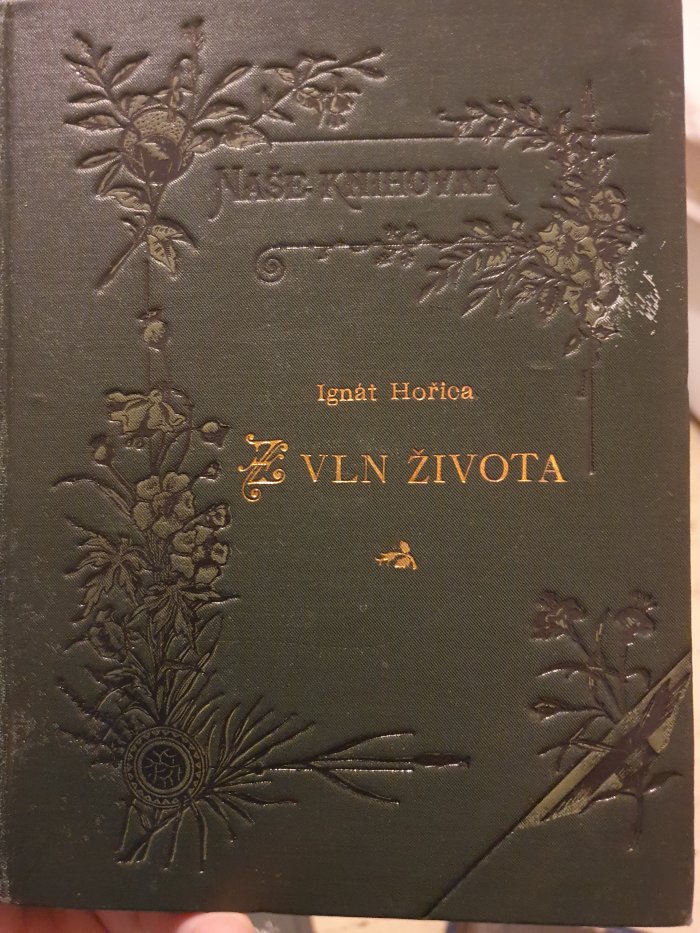 NAŠE-KNIHOVNA
Ignát Hořica
Z VLN ŽIVOTA